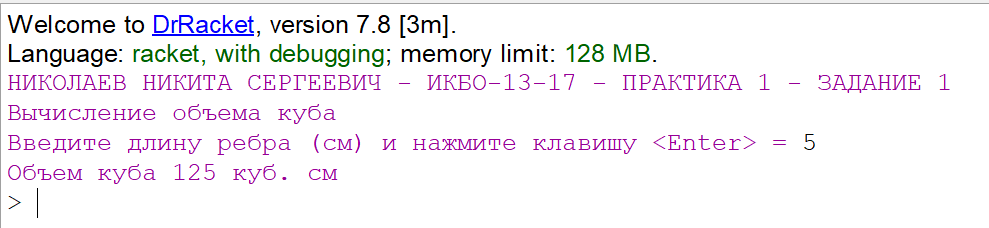 Welcome to DrRacket, version 7.8 [3m].
Language: racket, with debugging; memory limit: 128 MB.
НИКОЛАЕВ НИКИТА СЕРГЕЕВИЧ - ИКБО-13-17 - ПРАКТИКА 1 - ЗАДАНИЕ 1
Вычисление объема куба
Введите длину ребра (см) и нажмите клавишу <Enter> = 5
Объем куба 125 куб. см
>